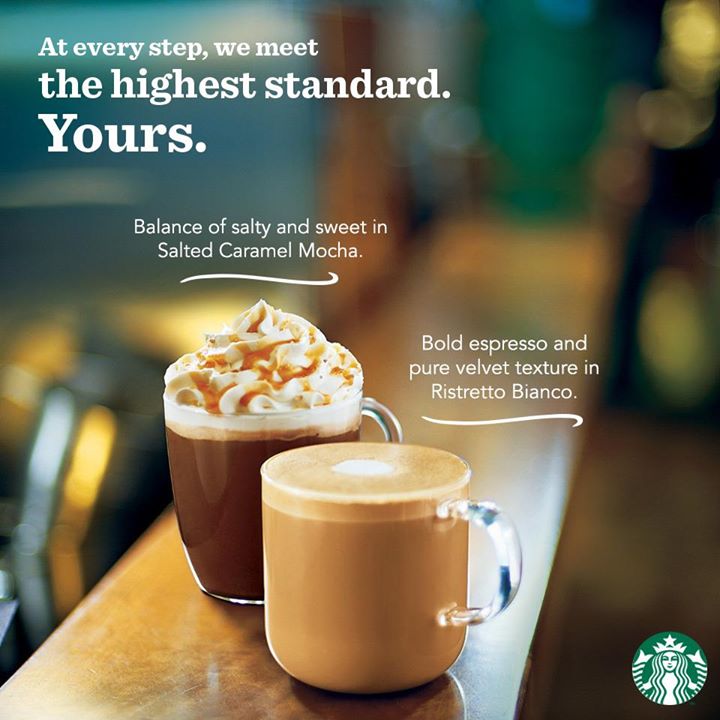 At every step, we meet
the highest standard.
Yours.
Balance of salty and sweet in
Salted Caramel Mocha.
Bold espresso and
pure velvet texture in
Ristretto Bianco.